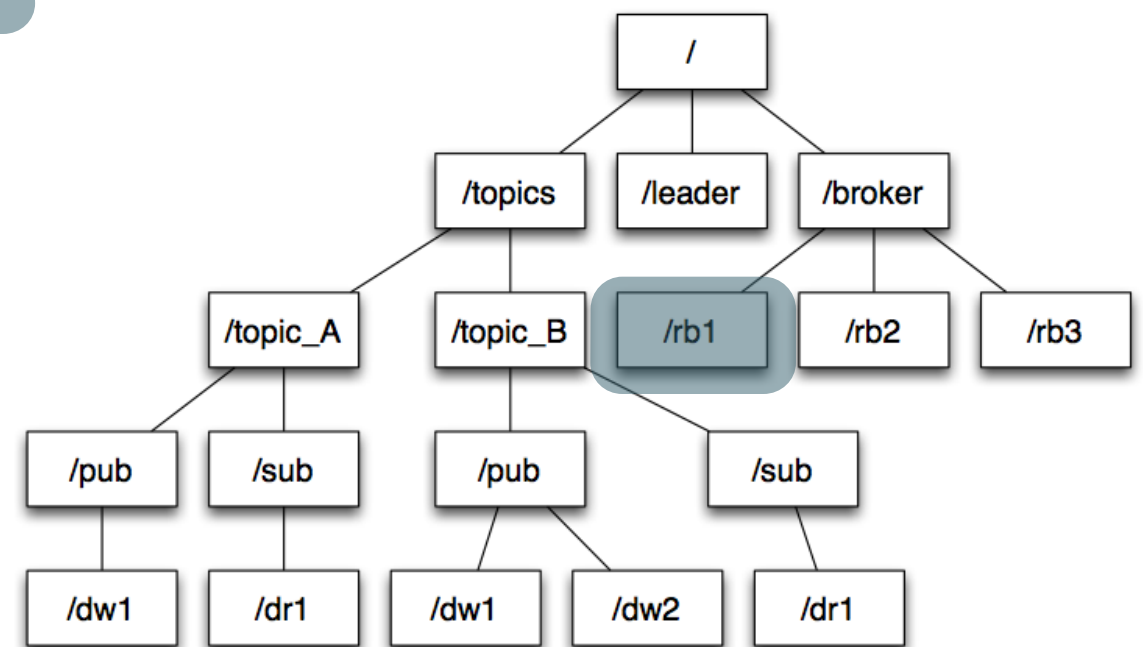 /
/topics
/leader
/broker
/topic_A
/topic_B
/rb1
/rb2
/rb3
/pub
/sub
/pub
/sub
/dw1
/dr1
/dw1
/dw2
/dr1